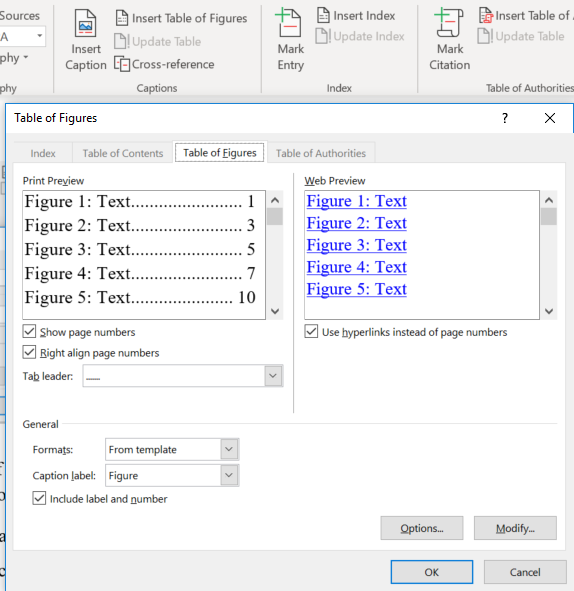 Sources
Insert Table of Figures
Insert Index
Insert Table of
A
Insert Caption
Update Table
Mark Entry
Update Index
Mark Citation
Update Table
phy
Cross-reference
phy
Captions
Index
Table of Authorities
Table of Figures
?
Index
Table of Contents
Table of Figures
Table of Authorities
Print Preview
Figure 1: Text..................... 1
Figure 2: Text..................... 3
Figure 3: Text..................... 5
Figure 4: Text..................... 7
Figure 5: Text................... 10
Web Preview
Figure 1: Text
Figure 2: Text
Figure 3: Text
Figure 4: Text
Figure 5: Text
Show page numbers
Right align page numbers
Tab leader: .......
Use hyperlinks instead of page numbers
General
Formats: From template
Caption label: Figure
Include label and number
Options...
Modify...
OK
Cancel